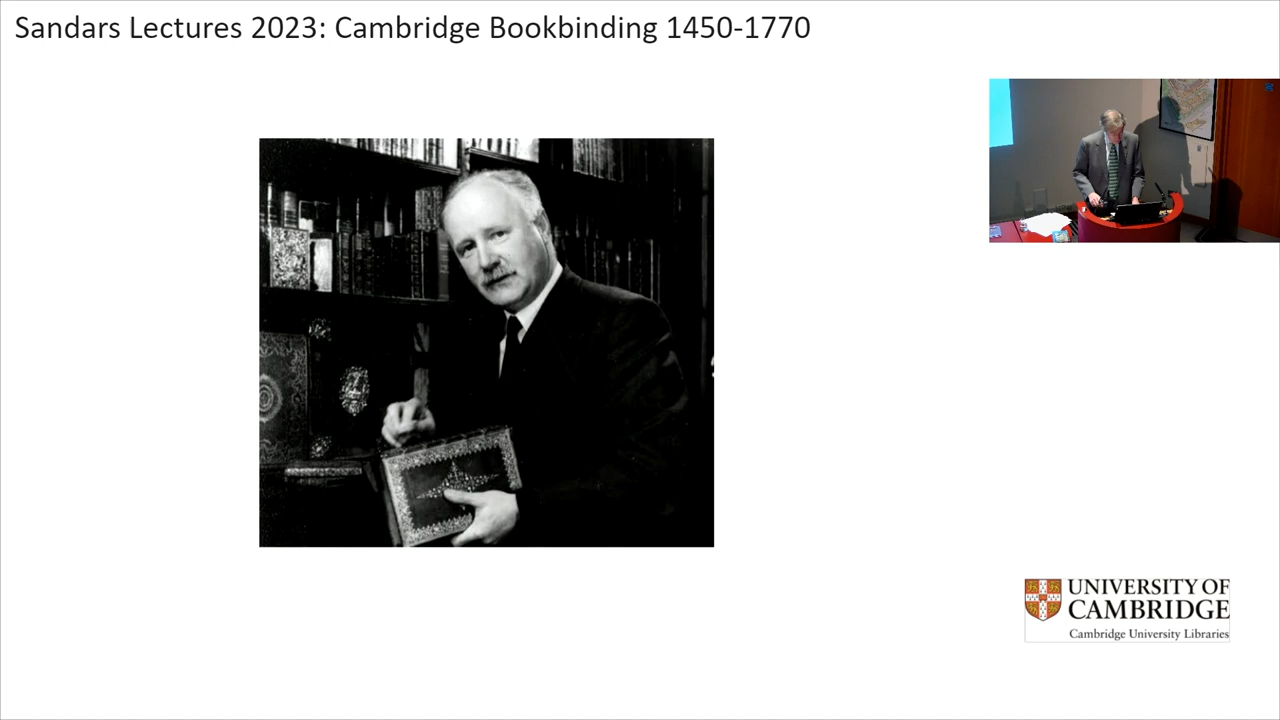 Sandars Lectures 2023: Cambridge Bookbinding 1450-1770
UNIVERSITY OF
CAMBRIDGE
Cambridge University Libraries